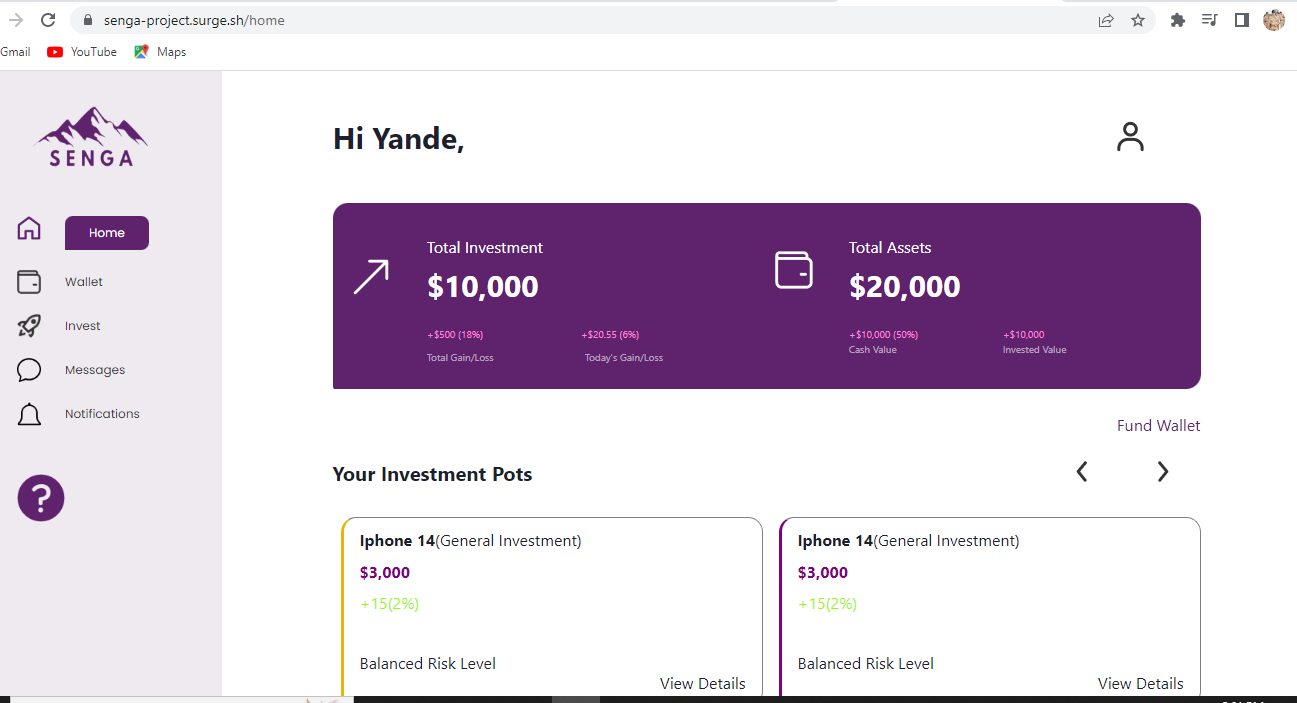 senga-project.surge.sh/home
Gmail YouTube Maps
SENGA
Home
Wallet
Invest
Messages
Notifications
?
Hi Yande,
Total Investment
$10,000
+$500 (18%) +$20.55 (6%)
Total Gain/Loss Today's Gain/Loss
Total Assets
$20,000
+$10,000 (50%) +$10,000
Cash Value Invested Value
Fund Wallet
Your Investment Pots
Iphone 14(General Investment)
$3,000
+15(2%)
Balanced Risk Level
View Details
Iphone 14(General Investment)
$3,000
+15(2%)
Balanced Risk Level
View Details